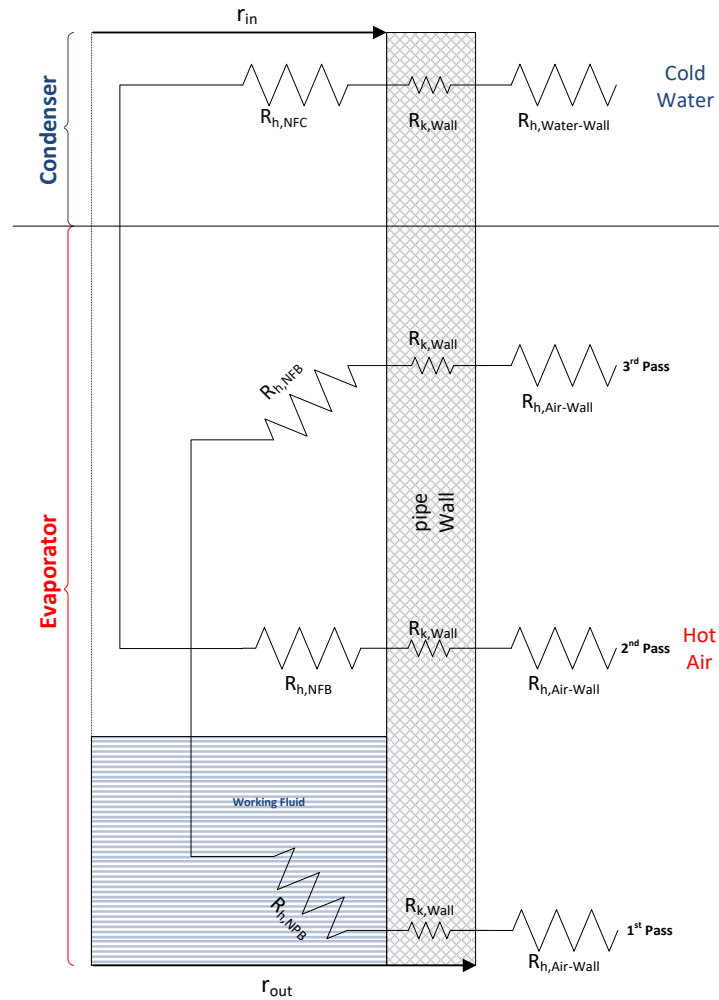 r_in
Condenser
R_h,NFC
R_k,Wall
R_h,Water-Wall
Cold
Water
Evaporator
R_k,Wall
R_h,NFB
R_h,Air-Wall
3rd Pass
pipe
Wall
R_k,Wall
R_h,NFB
R_h,Air-Wall
2nd Pass
Hot
Air
Working Fluid
R_h,NPB
R_k,Wall
R_h,Air-Wall
1st Pass
r_out